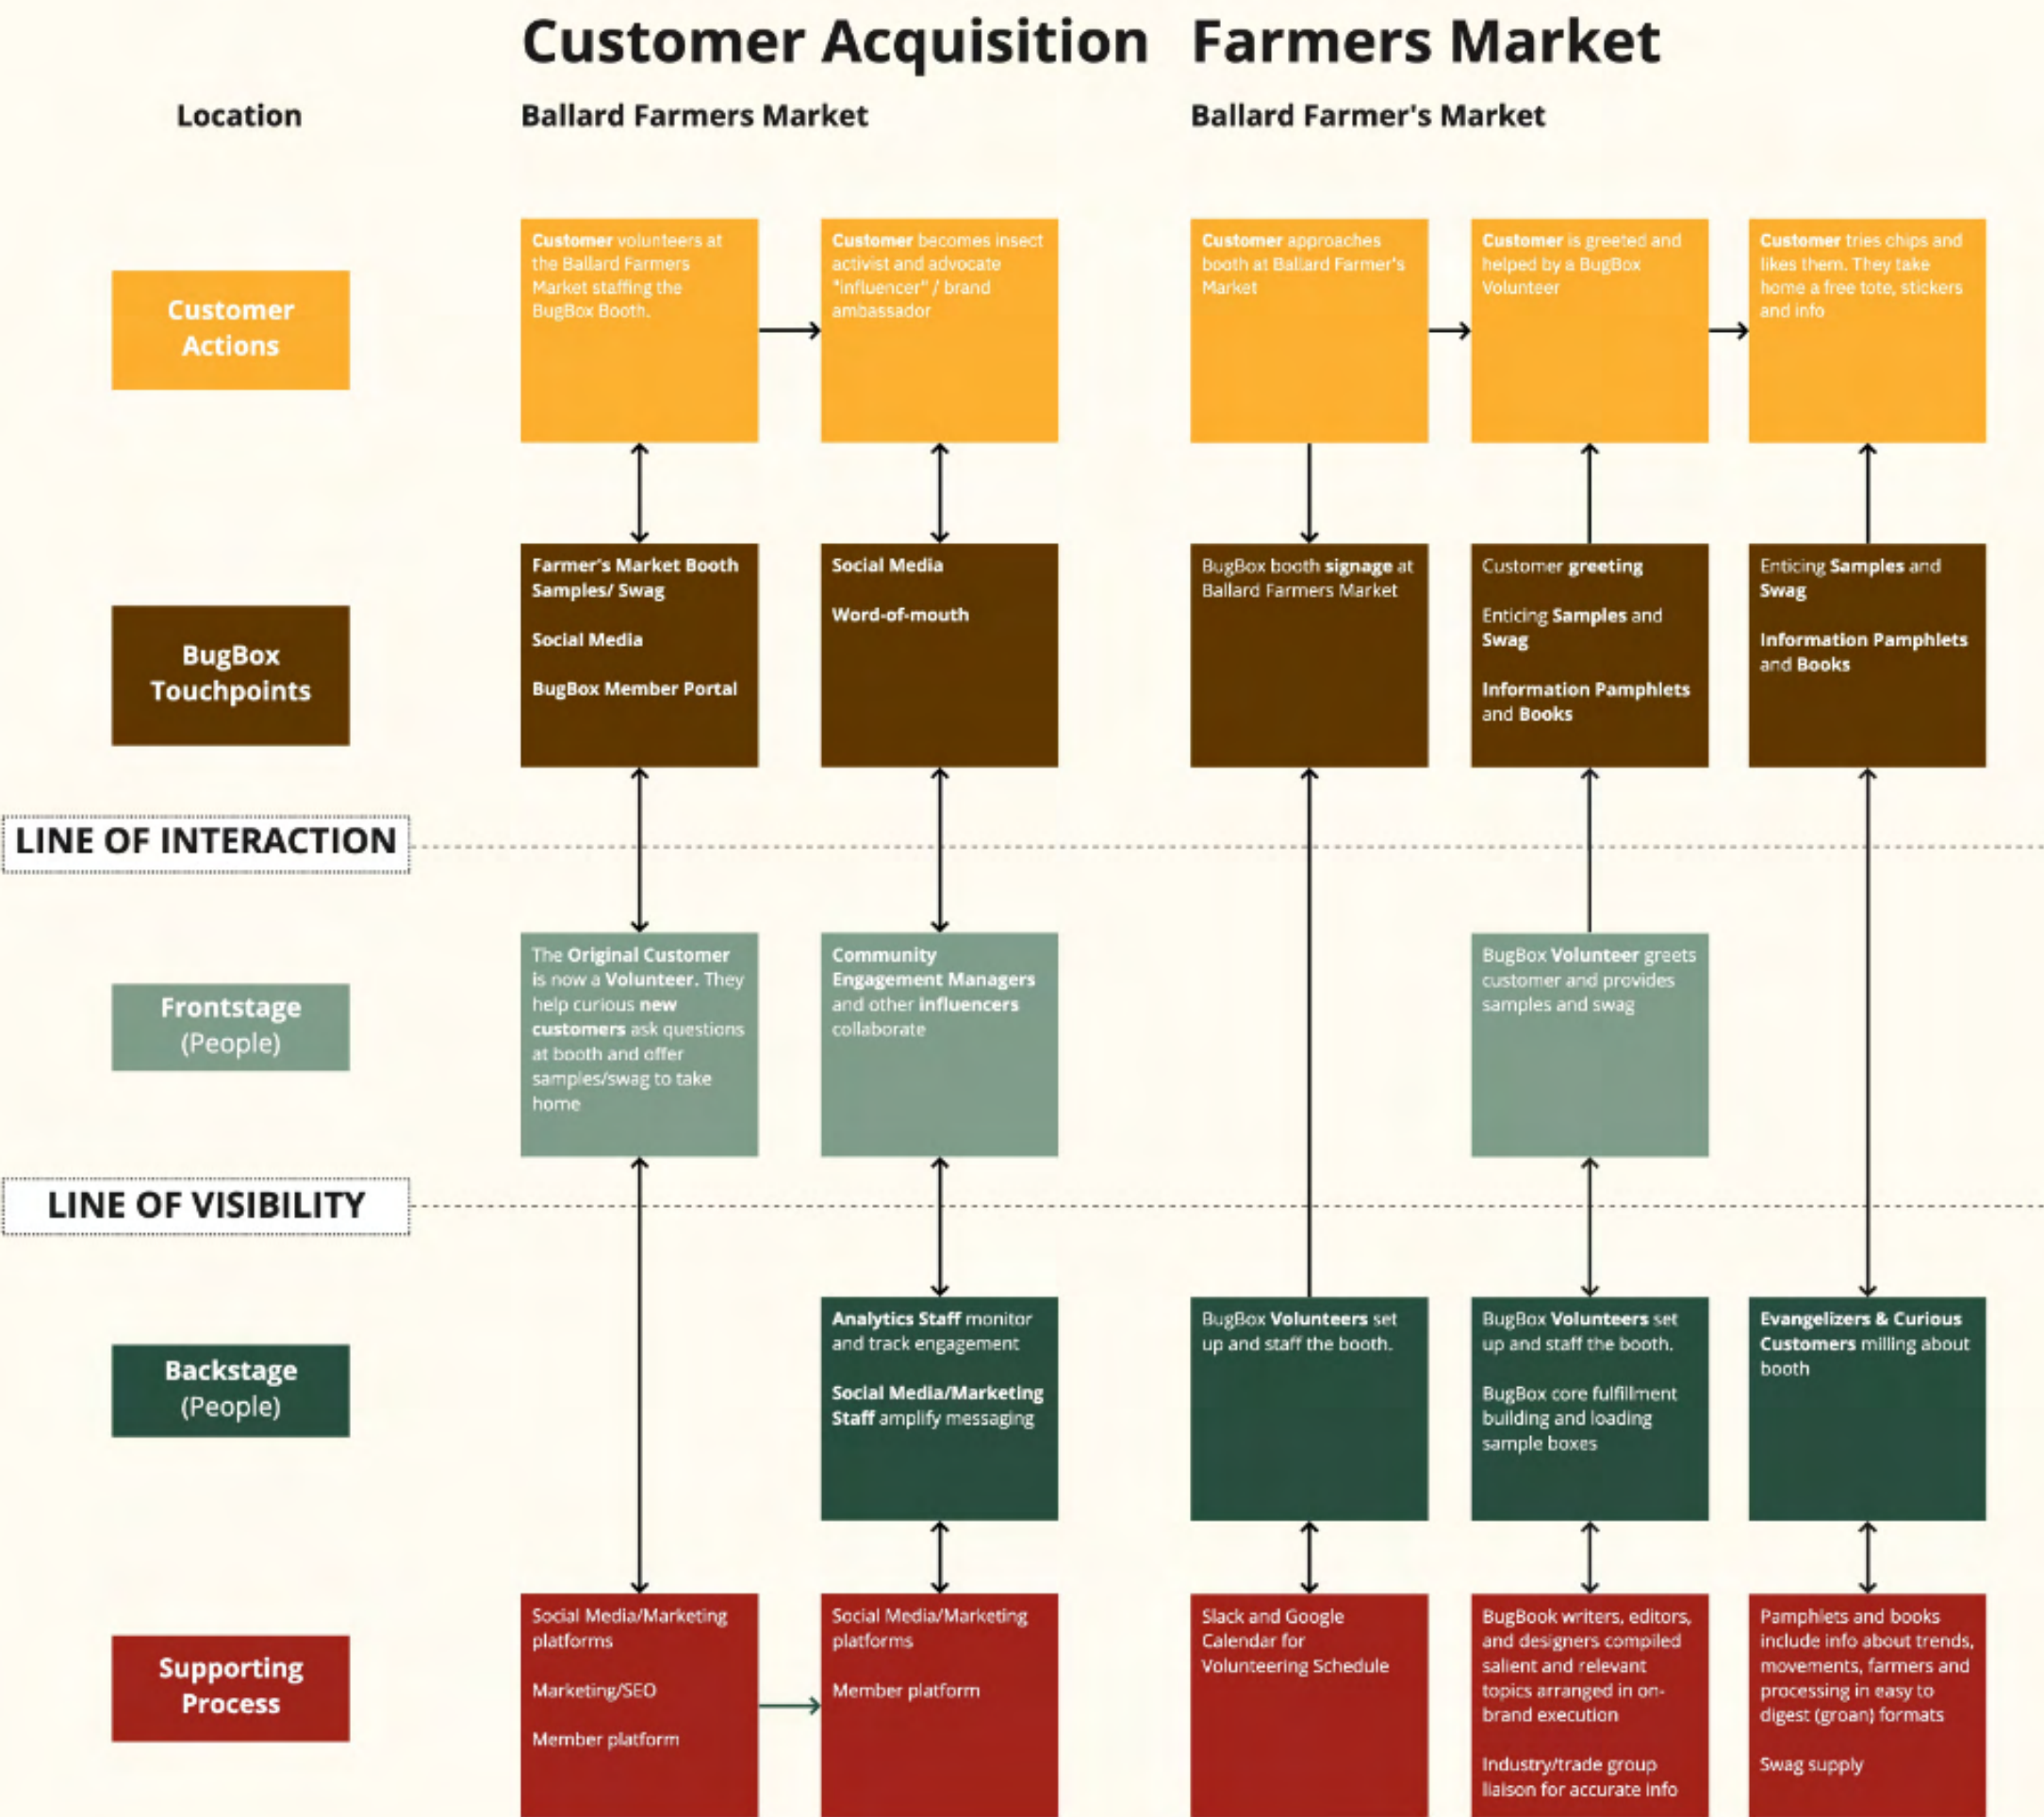 Customer Acquisition
Farmers Market
Location
Ballard Farmers Market
Ballard Farmer's Market
Customer
Actions
Customer volunteers at
the Ballard Farmers
Market staffing the
BugBox Booth.
Customer becomes insect
activist and advocate
"influencer" / brand
ambassador
Customer approaches
booth at Ballard Farmer's
Market
Customer is greeted and
helped by a BugBox
Volunteer
Customer tries chips and
likes them. They take
home a free tote, stickers
and info
BugBox
Touchpoints
Farmer's Market Booth
Samples/ Swag
Social Media
BugBox Member Portal
Social Media
Word-of-mouth
BugBox booth signage at
Ballard Farmers Market
Customer greeting
Enticing Samples and
Swag
Information Pamphlets
and Books
Enticing Samples and
Swag
Information Pamphlets
and Books
LINE OF INTERACTION
Frontstage
(People)
The Original Customer
is now a Volunteer. They
help curious new
customers ask questions
at booth and offer
samples/swag to take
home
Community
Engagement Managers
and other influencers
collaborate
BugBox Volunteer greets
customer and provides
samples and swag
LINE OF VISIBILITY
Backstage
(People)
Analytics Staff monitor
and track engagement
Social Media/Marketing
Staff amplify messaging
BugBox Volunteers set
up and staff the booth.
BugBox Volunteers set
up and staff the booth.
BugBox core fulfillment
building and loading
sample boxes
Evangelizers & Curious
Customers milling about
booth
Supporting
Process
Social Media/Marketing
platforms
Marketing/SEO
Member platform
Social Media/Marketing
platforms
Member platform
Slack and Google
Calendar for
Volunteering Schedule
BugBook writers, editors,
and designers compiled
salient and relevant
topics arranged in on-
brand execution
Industry/trade group
liaison for accurate info
Pamphlets and books
include info about trends,
movements, farmers and
processing in easy to
digest (groan) formats
Swag supply